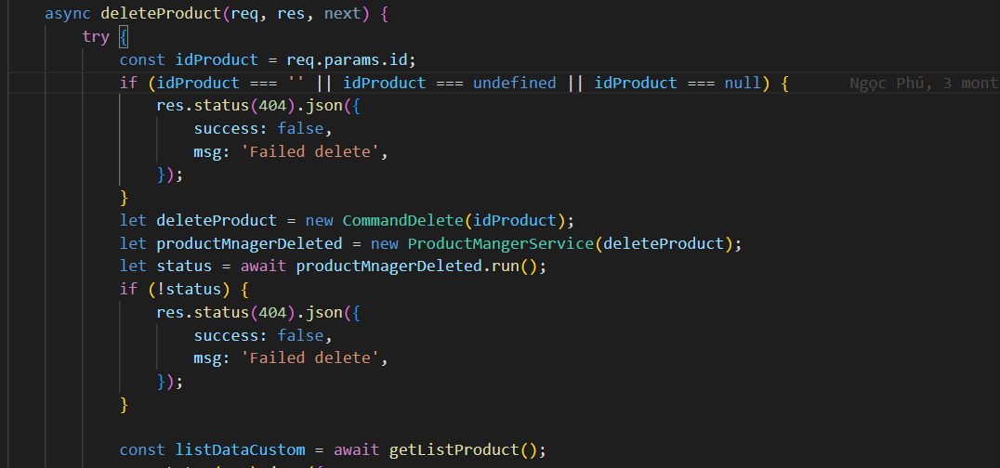 async deleteProduct(req, res, next) {
try {
const idProduct = req.params.id;
if (idProduct === '' || idProduct === undefined || idProduct === null) { Ngọc Phú, 3 mont
res.status(404).json({
success: false,
msg: 'Failed delete',
});
}
let deleteProduct = new CommandDelete(idProduct);
let productMnagerDeleted = new ProductMangerService(deleteProduct);
let status = await productMnagerDeleted.run();
if (!status) {
res.status(404).json({
success: false,
msg: 'Failed delete',
});
}
const listDataCustom = await getListProduct();